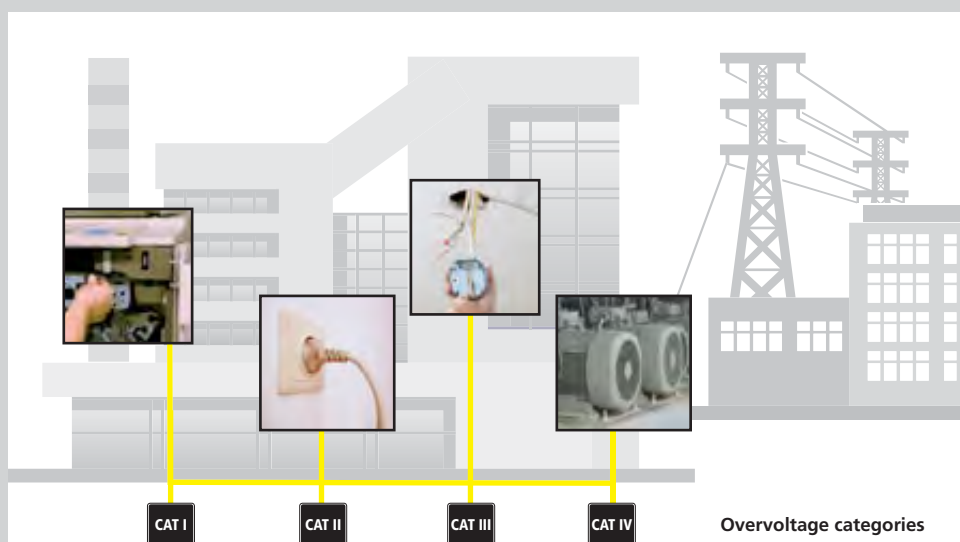 CAT I
CAT II
CAT III
CAT IV
Overvoltage categories